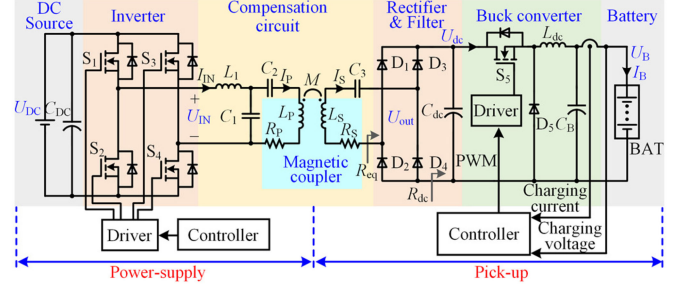 DC
Source
Inverter
Compensation
circuit
Rectifier
& Filter
Buck converter
Battery
S1
S3
IIN
L1
C2
IP
M
IS
C3
D1
D3
Udc
S5
Ldc
UB
IB
UDC
CDC
+
UIN
−
C1
LP
LS
RP
RS
Uout
Cdc
Driver
D5
CB
BAT
S2
S4
Magnetic
coupler
Req
D2
D4
Rdc
PWM
Charging
current
Charging
voltage
Driver
Controller
Controller
Power-supply
Pick-up